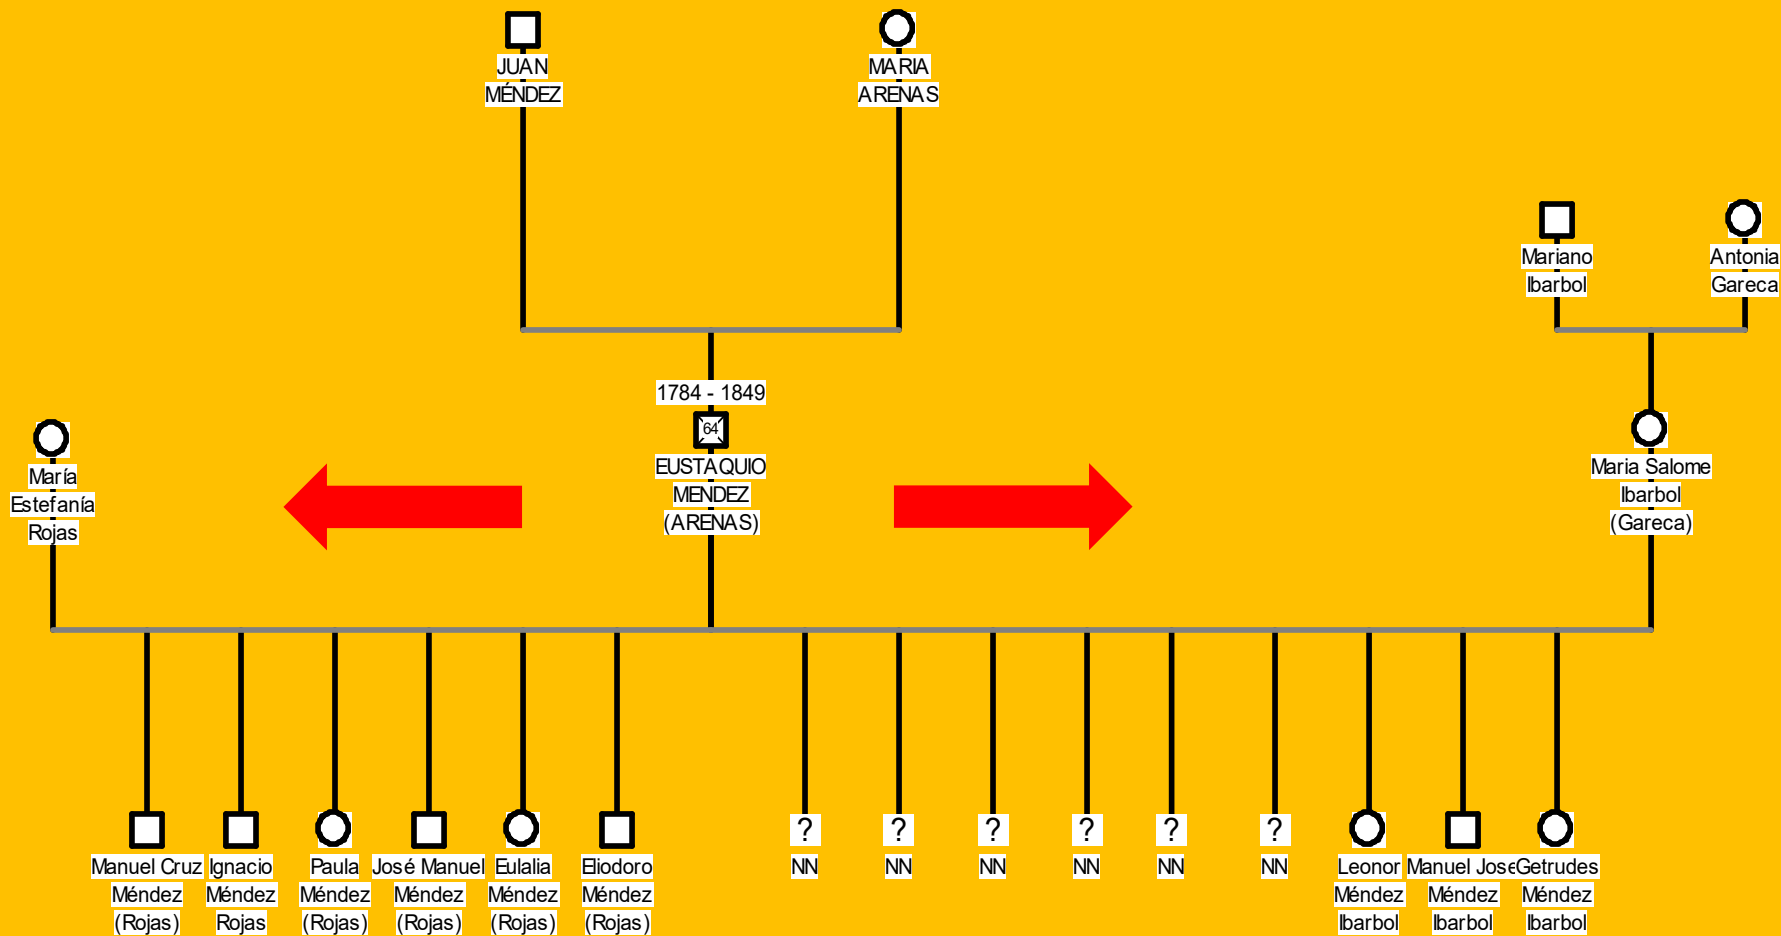 JUAN
MÉNDEZ
MARIA
ARENAS
Mariano
Ibarbol
Antonia
Gareca
1784 - 1849
64
EUSTAQUIO
MENDEZ
(ARENAS)
María
Estefanía
Rojas
Maria Salome
Ibarbol
(Gareca)
Manuel Cruz
Méndez
(Rojas)
Ignacio
Méndez
Rojas
Paula
Méndez
(Rojas)
José Manuel
Méndez
(Rojas)
Eulalia
Méndez
(Rojas)
Eliodoro
Méndez
(Rojas)
?
NN
?
NN
?
NN
?
NN
?
NN
?
NN
Leonor
Méndez
Ibarbol
Manuel Jose
Méndez
Ibarbol
Getrudes
Méndez
Ibarbol